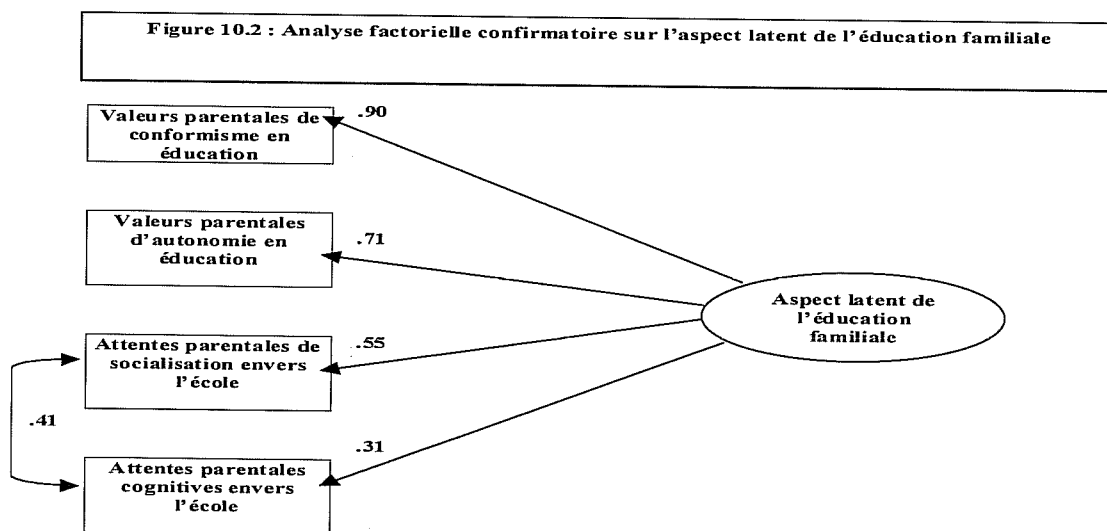 Figure 10.2 : Analyse factorielle confirmatoire sur l'aspect latent de l'éducation familiale
Valeurs parentales de
conformisme en
éducation
.90
Valeurs parentales
d'autonomie en
éducation
.71
Aspect latent de
l'éducation
familiale
Attentes parentales de
socialisation envers
l'école
.55
.41
Attentes parentales
cognitives envers
l'école
.31